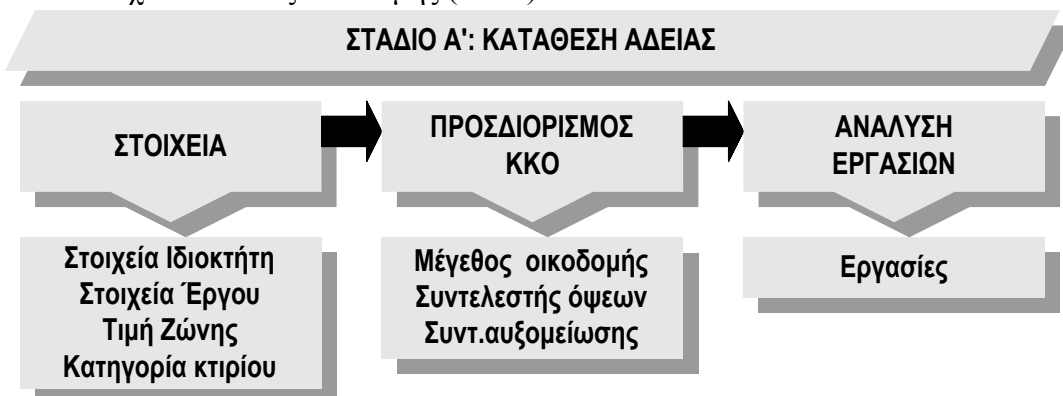 ΣΤΑΔΙΟ Α': ΚΑΤΑΘΕΣΗ ΑΔΕΙΑΣ
ΣΤΟΙΧΕΙΑ
ΠΡΟΣΔΙΟΡΙΣΜΟΣ
ΚΚΟ
ΑΝΑΛΥΣΗ
ΕΡΓΑΣΙΩΝ
Στοιχεία Ιδιοκτήτη
Στοιχεία Έργου
Τιμή Ζώνης
Κατηγορία κτιρίου
Μέγεθος οικοδομής
Συντελεστής όψεων
Συντ.αυξομείωσης
Εργασίες